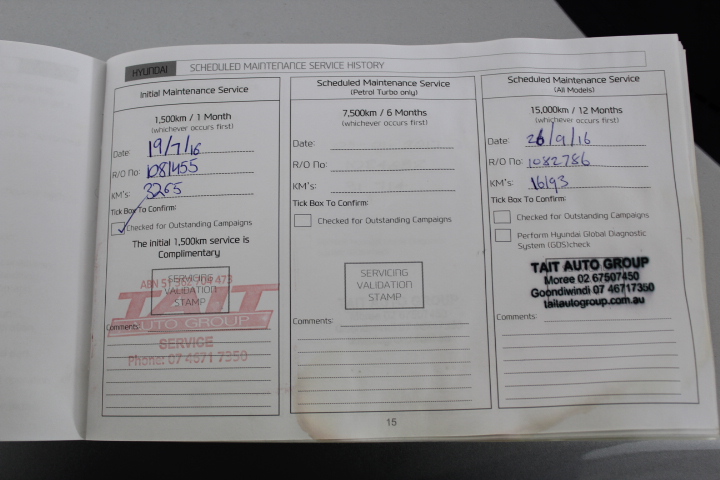 HYUNDAI SCHEDULED MAINTENANCE SERVICE HISTORY
Initial Maintenance Service
1,500km / 1 Month
(whichever occurs first)
Date: 19/7/16
R/O No: 1081455
KM's: 3265
Tick Box To Confirm:
Checked for Outstanding Campaigns
The initial 1,500km service is
Complimentary
SERVICING
VALIDATION
STAMP
ABN 473
TAIT
AUTO GROUP
SERVICE
Phone: 07 4671 7350
Comments:
Scheduled Maintenance Service
(Petrol Turbo only)
7,500km / 6 Months
(whichever occurs first)
Date:
R/O No:
KM's:
Tick Box To Confirm:
Checked for Outstanding Campaigns
SERVICING
VALIDATION
STAMP
Comments:
Scheduled Maintenance Service
(All Models)
15,000km / 12 Months
(whichever occurs first)
Date: 26/9/16
R/O No: 1082786
KM's: 16193
Tick Box To Confirm:
Checked for Outstanding Campaigns
Perform Hyundai Global Diagnostic
System (GDS)check
TAIT AUTO GROUP
Moree 02 67507450
Goondiwindi 07 46717350
taitautogroup.com.au
Comments:
15